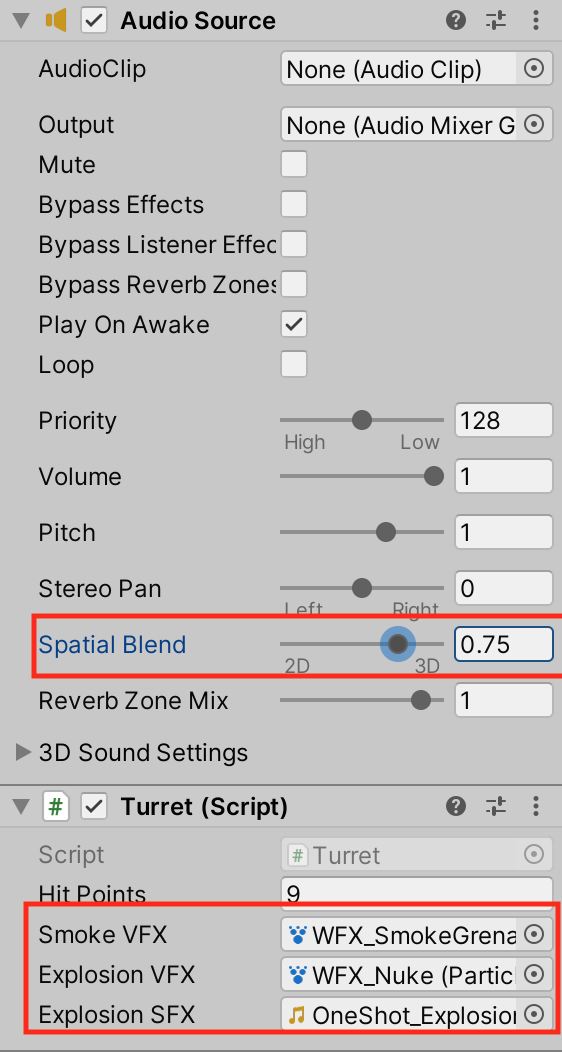 Audio Source
AudioClip None (Audio Clip)
Output None (Audio Mixer G
Mute
Bypass Effects
Bypass Listener Effec
Bypass Reverb Zones
Play On Awake
Loop
Priority 128
High Low
Volume 1
Pitch 1
Stereo Pan 0
Left Right
Spatial Blend 0.75
2D 3D
Reverb Zone Mix 1
3D Sound Settings
# Turret (Script)
Script # Turret
Hit Points 9
Smoke VFX WFX_SmokeGrena
Explosion VFX WFX_Nuke (Partic
Explosion SFX OneShot_Explosion